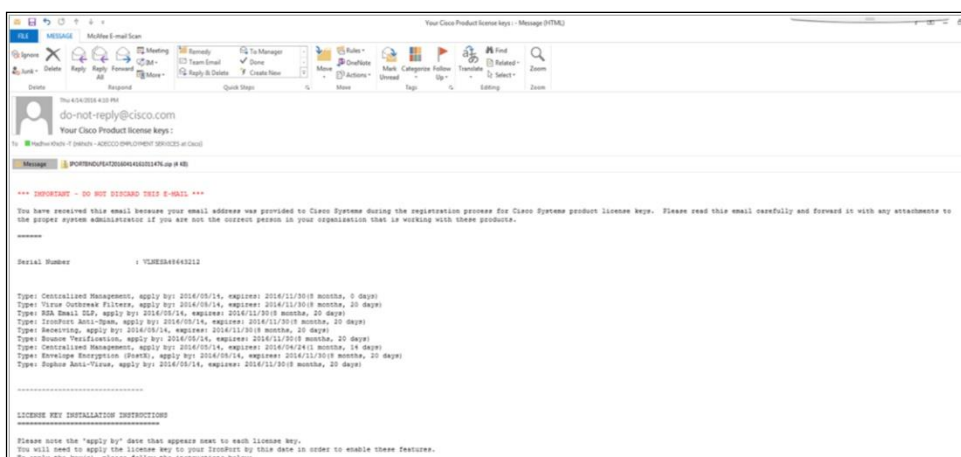 Your Cisco Product license keys : - Message (HTML)
FILE MESSAGE McAfee E-mail Scan
Ignore
Junk
Delete
Reply
Reply All
Forward
Meeting
IM
More
Remedy
Team Email
Reply & Delete
To Manager
Done
Create New
Move
Rules
OneNote
Actions
Mark Unread
Categorize
Follow Up
Translate
Find
Related
Select
Zoom
Delete Respond Quick Steps Move Tags Editing Zoom
Thu 4/14/2016 4:10 PM
do-not-reply@cisco.com
Your Cisco Product license keys :
To
Message
*** IMPORTANT - DO NOT DISCARD THIS E-MAIL ***
You have received this email because your email address was provided to Cisco Systems during the registration process for Cisco Systems product license keys. Please read this email carefully and forward it with any attachments to
the proper system administrator if you are not the correct person in your organization that is working with these products.
======
Serial Number : VLNESA48643212
Type: Centralized Management, apply by: 2016/05/14, expires: 2016/11/30(8 months, 0 days)
Type: Virus Outbreak Filters, apply by: 2016/05/14, expires: 2016/11/30(8 months, 20 days)
Type: RSA Email DLP, apply by: 2016/05/14, expires: 2016/11/30(8 months, 20 days)
Type: IronPort Anti-Spam, apply by: 2016/05/14, expires: 2016/11/30(8 months, 20 days)
Type: Receiving, apply by: 2016/05/14, expires: 2016/11/30(8 months, 20 days)
Type: Bounce Verification, apply by: 2016/05/14, expires: 2016/11/30(8 months, 20 days)
Type: Centralized Management, apply by: 2016/05/14, expires: 2016/04/24(1 months, 14 days)
Type: Envelope Encryption (PostX), apply by: 2016/05/14, expires: 2016/11/30(8 months, 20 days)
Type: Sophos Anti-Virus, apply by: 2016/05/14, expires: 2016/11/30(8 months, 20 days)
LICENSE KEY INSTALLATION INSTRUCTIONS
Please note the "apply by" date that appears next to each license key.
You will need to apply the license key to your IronPort by this date in order to enable these features.